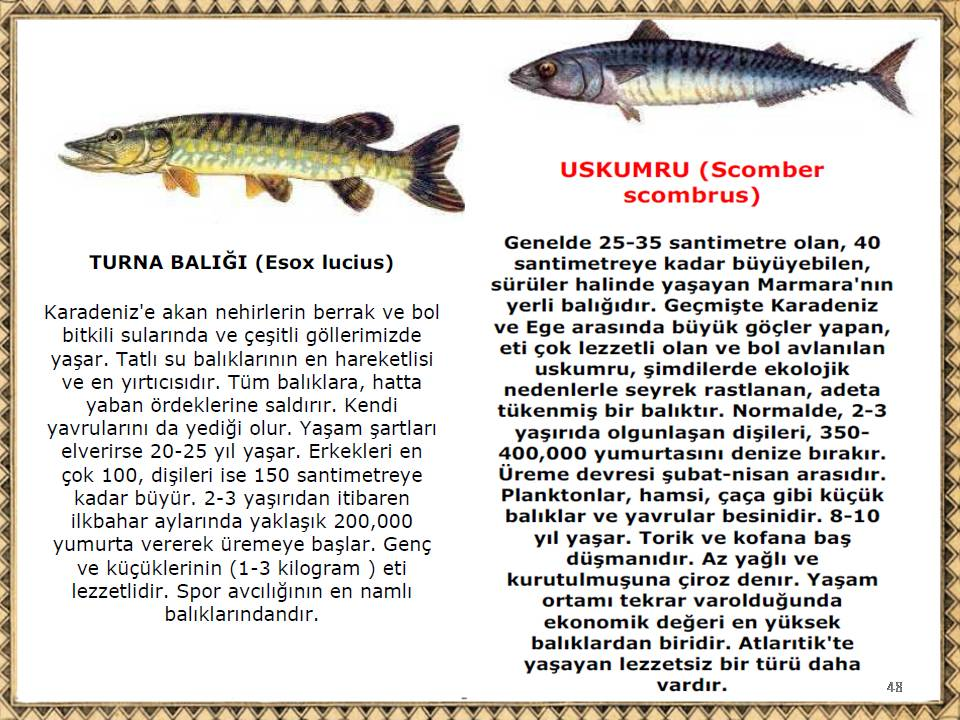 TURNA BALIĞI (Esox lucius)
Karadeniz'e akan nehirlerin berrak ve bol
bitkili sularında ve çeşitli göllerimizde
yaşar. Tatlı su balıklarının en hareketlisi
ve en yırtıcısıdır. Tüm balıklara, hatta
yaban ördeklerine saldırır. Kendi
yavrularını da yediği olur. Yaşam şartları
elverirse 20-25 yıl yaşar. Erkekleri en
çok 100, dişileri ise 150 santimetreye
kadar büyür. 2-3 yaşırıdan itibaren
ilkbahar aylarında yaklaşık 200,000
yumurta vererek üremeye başlar. Genç
ve küçüklerinin (1-3 kilogram ) eti
lezzetlidir. Spor avcılığının en namlı
balıklarındandır.
USKUMRU (Scomber
scombrus)
Genelde 25-35 santimetre olan, 40
santimetreye kadar büyüyebilen,
sürüler halinde yaşayan Marmara'nın
yerli balığıdır. Geçmişte Karadeniz
ve Ege arasında büyük göçler yapan,
eti çok lezzetli olan ve bol avlanılan
uskumru, şimdilerde ekolojik
nedenlerle seyrek rastlanan, adeta
tükenmiş bir balıktır. Normalde, 2-3
yaşırıda olgunlaşan dişileri, 350-
400,000 yumurtasını denize bırakır.
Üreme devresi şubat-nisan arasıdır.
Planktonlar, hamsi, çaça gibi küçük
balıklar ve yavrular besinidir. 8-10
yıl yaşar. Torik ve kofana baş
düşmanıdır. Az yağlı ve
kurutulmuşuna çiroz denır. Yaşam
ortamı tekrar varolduğunda
ekonomik değeri en yüksek
balıklardan biridir. Atlarıtik'te
yaşayan lezzetsiz bir türü daha
vardır.